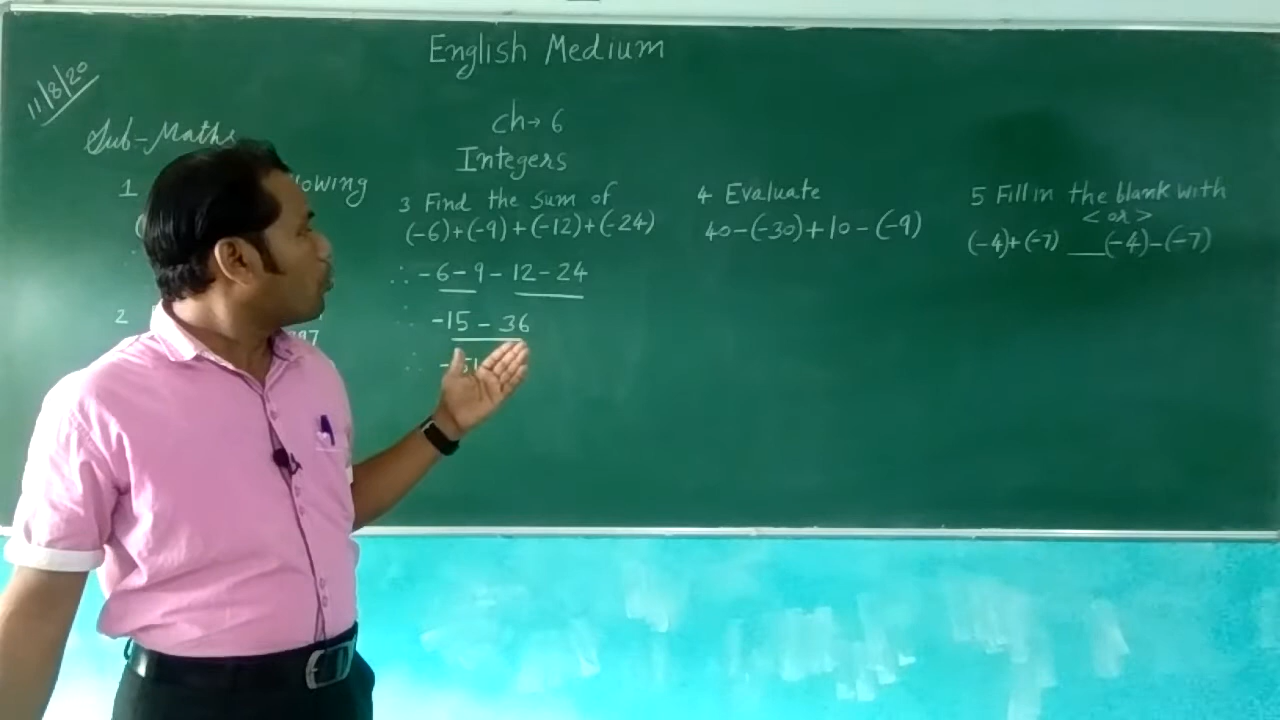 English Medium
11/8/20
Sub-Maths
ch→ 6
Integers
1
2
3 Find the sum of
(-6)+(-9)+(-12)+(-24)
∴ -6-9-12-24
-15-36
4 Evaluate
40-(-30)+10-(-9)
5 Fill in the blank with
< or >
(-4)+(-7) ___(-4)-(-7)